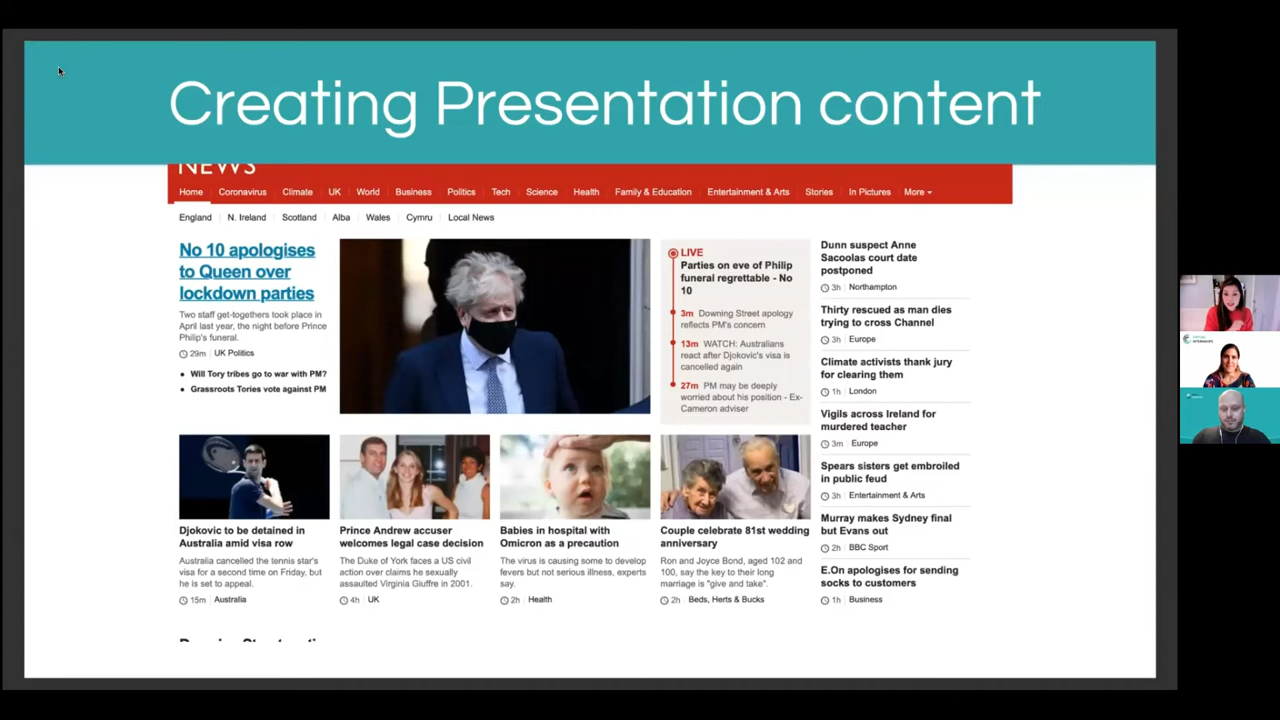 Creating Presentation content
NEWS
Home Coronavirus Climate UK World Business Politics Tech Science Health Family & Education Entertainment & Arts Stories In Pictures More
England N. Ireland Scotland Alba Wales Cymru Local News
No 10 apologises
to Queen over
lockdown parties
Two staff get-togethers took place in
April last year, the night before Prince
Philip's funeral.
29m UK Politics
Will Tory tribes go to war with PM?
Grassroots Tories vote against PM
LIVE
Parties on eve of Philip
funeral regrettable - No
10
3m Downing Street apology
reflects PM's concern
13m WATCH: Australians
react after Djokovic's visa is
cancelled again
27m PM may be deeply
worried about his position - Ex-
Cameron adviser
Dunn suspect Anne
Sacoolas court date
postponed
3h Northampton
Thirty rescued as man dies
trying to cross Channel
3h Europe
Climate activists thank jury
for clearing them
1h London
Vigils across Ireland for
murdered teacher
3m Europe
Spears sisters get embroiled
in public feud
3h Entertainment & Arts
Murray makes Sydney final
but Evans out
2h BBC Sport
E.On apologises for sending
socks to customers
1h Business
Djokovic to be detained in
Australia amid visa row
Australia cancelled the tennis star's
visa for a second time on Friday, but
he is set to appeal.
15m Australia
Prince Andrew accuser
welcomes legal case decision
The Duke of York faces a US civil
action over claims he sexually
assaulted Virginia Giuffre in 2001.
4h UK
Babies in hospital with
Omicron as a precaution
The virus is causing some to develop
fevers but not serious illness, experts
say.
2h Health
Couple celebrate 81st wedding
anniversary
Ron and Joyce Bond, aged 102 and
100, say the key to their long
marriage is "give and take".
2h Beds, Herts & Bucks